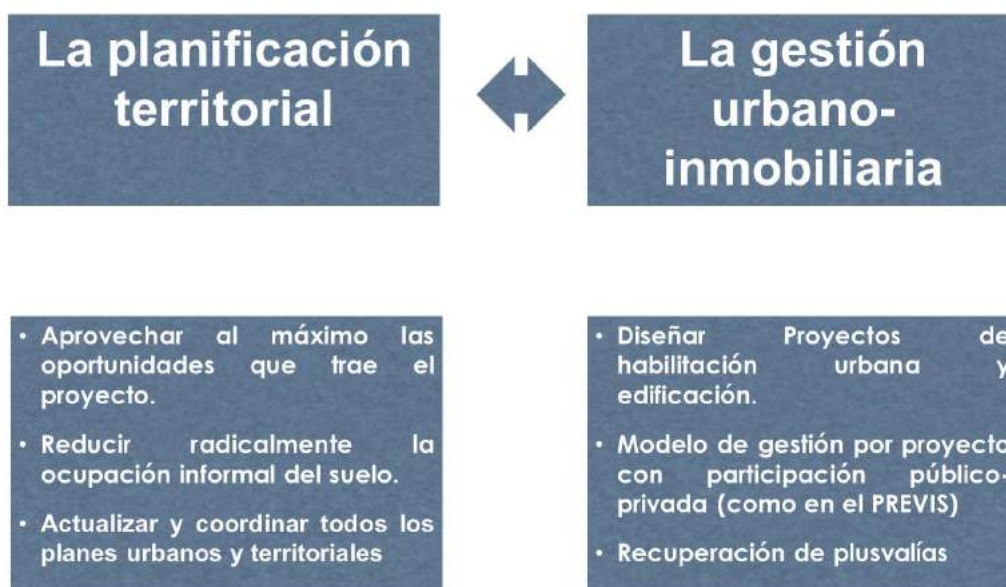 La planificación
territorial
La gestión
urbano-
inmobiliaria
• Aprovechar al máximo las
oportunidades que trae el
proyecto.
• Reducir radicalmente la
ocupación informal del suelo.
• Actualizar y coordinar todos los
planes urbanos y territoriales
• Diseñar Proyectos de
habilitación urbana y
edificación.
• Modelo de gestión por proyecto
con participación público-
privada (como en el PREVIS)
• Recuperación de plusvalías